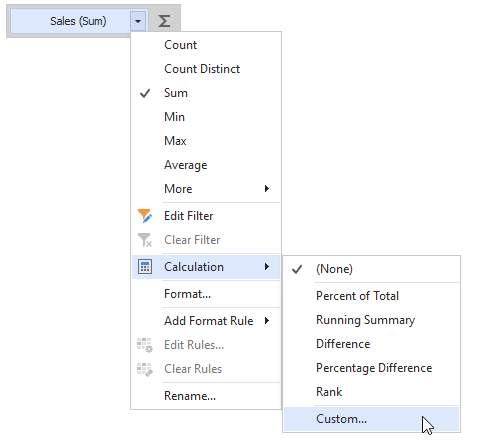 Sales (Sum)
Count
Count Distinct
Sum
Min
Max
Average
More
Edit Filter
Clear Filter
Calculation
Format...
Add Format Rule
Edit Rules...
Clear Rules
Rename...
(None)
Percent of Total
Running Summary
Difference
Percentage Difference
Rank
Custom...